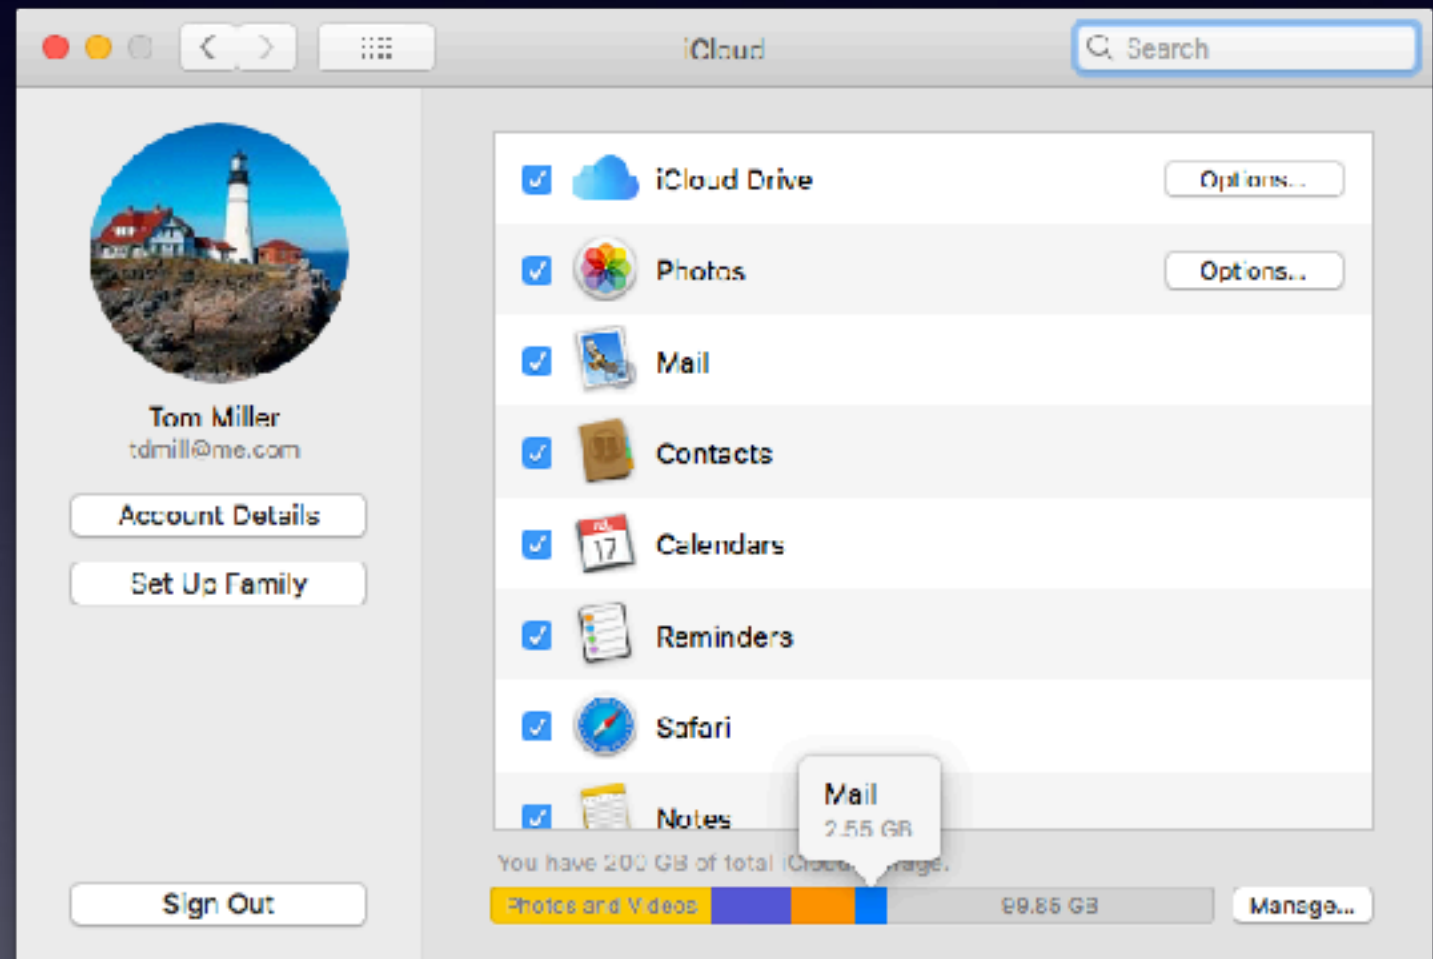 iCloud
Search
iCloud Drive
Options...
Photos
Options...
Mail
Contacts
17
Calendars
Reminders
Safari
Notes
Tom Miller
tdmill@me.com
Account Details
Set Up Family
Sign Out
Mail
2.55 GB
You have 200 GB of total
Photos and Videos
99.85 GB
Manage...